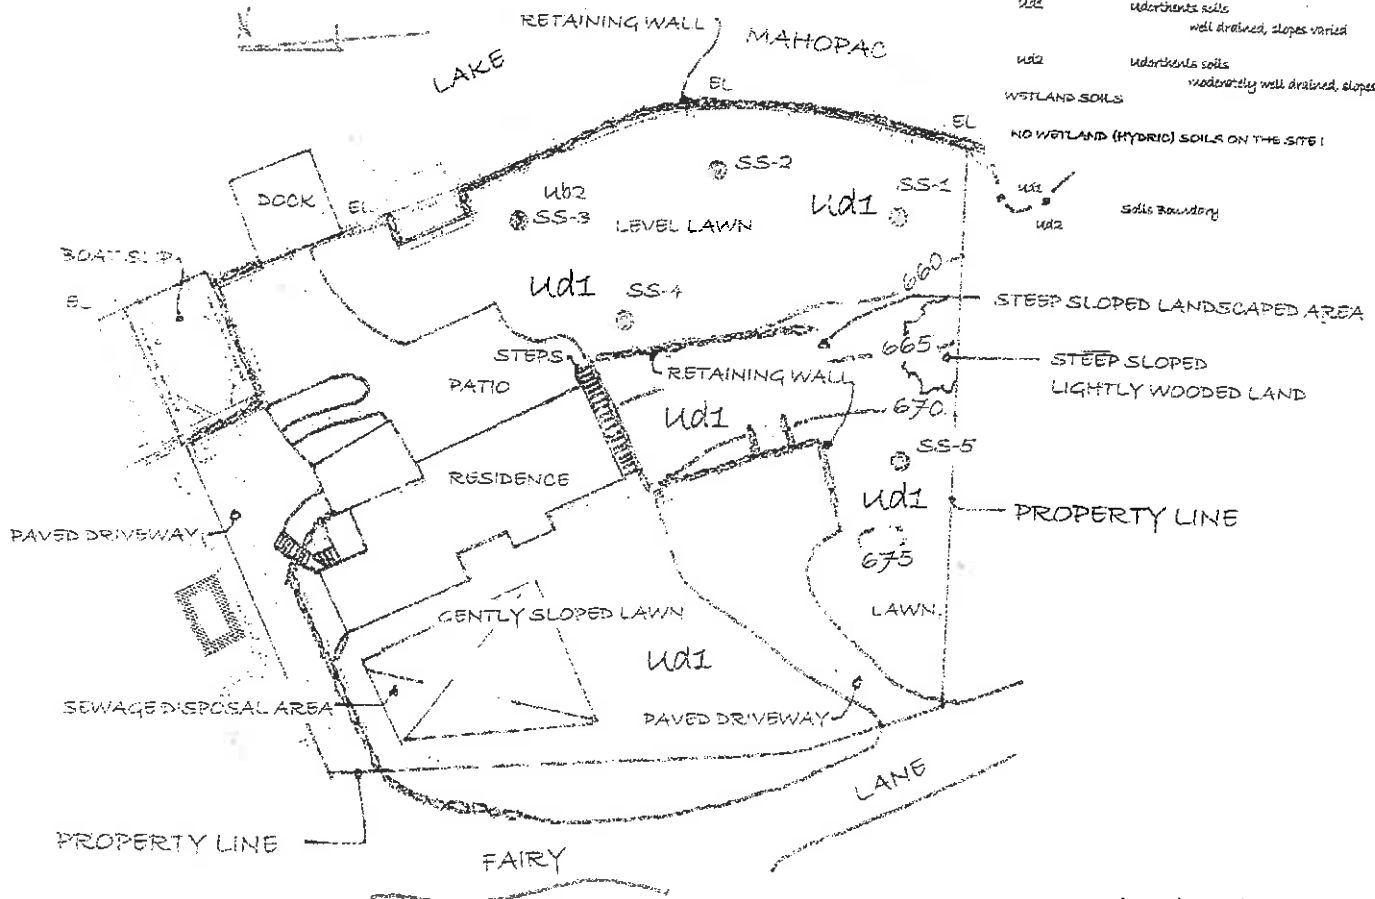 N
RETAINING WALL
MAHOPAC
LAKE
Ud1 Udorthents soils
well drained, slopes varied
Ud2 Udorthents soils
moderately well drained, slopes
WETLAND SOILS
NO WETLAND (HYDRIC) SOILS ON THE SITE!
Ud1
Ud2
Soils Boundary
EL
EL
SS-2
SS-1
Ud1
DOCK
EL
Ub2
SS-3
LEVEL LAWN
BOAT SLIP
EL
Ud1
SS-4
660
STEEP SLOPED LANDSCAPED AREA
STEPS
PATIO
RETAINING WALL
665
STEEP SLOPED
LIGHTLY WOODED LAND
Ud1
670
SS-5
RESIDENCE
Ud1
PROPERTY LINE
PAVED DRIVEWAY
675
GENTLY SLOPED LAWN
LAWN
Ud1
SEWAGE DISPOSAL AREA
PAVED DRIVEWAY
LANE
PROPERTY LINE
FAIRY